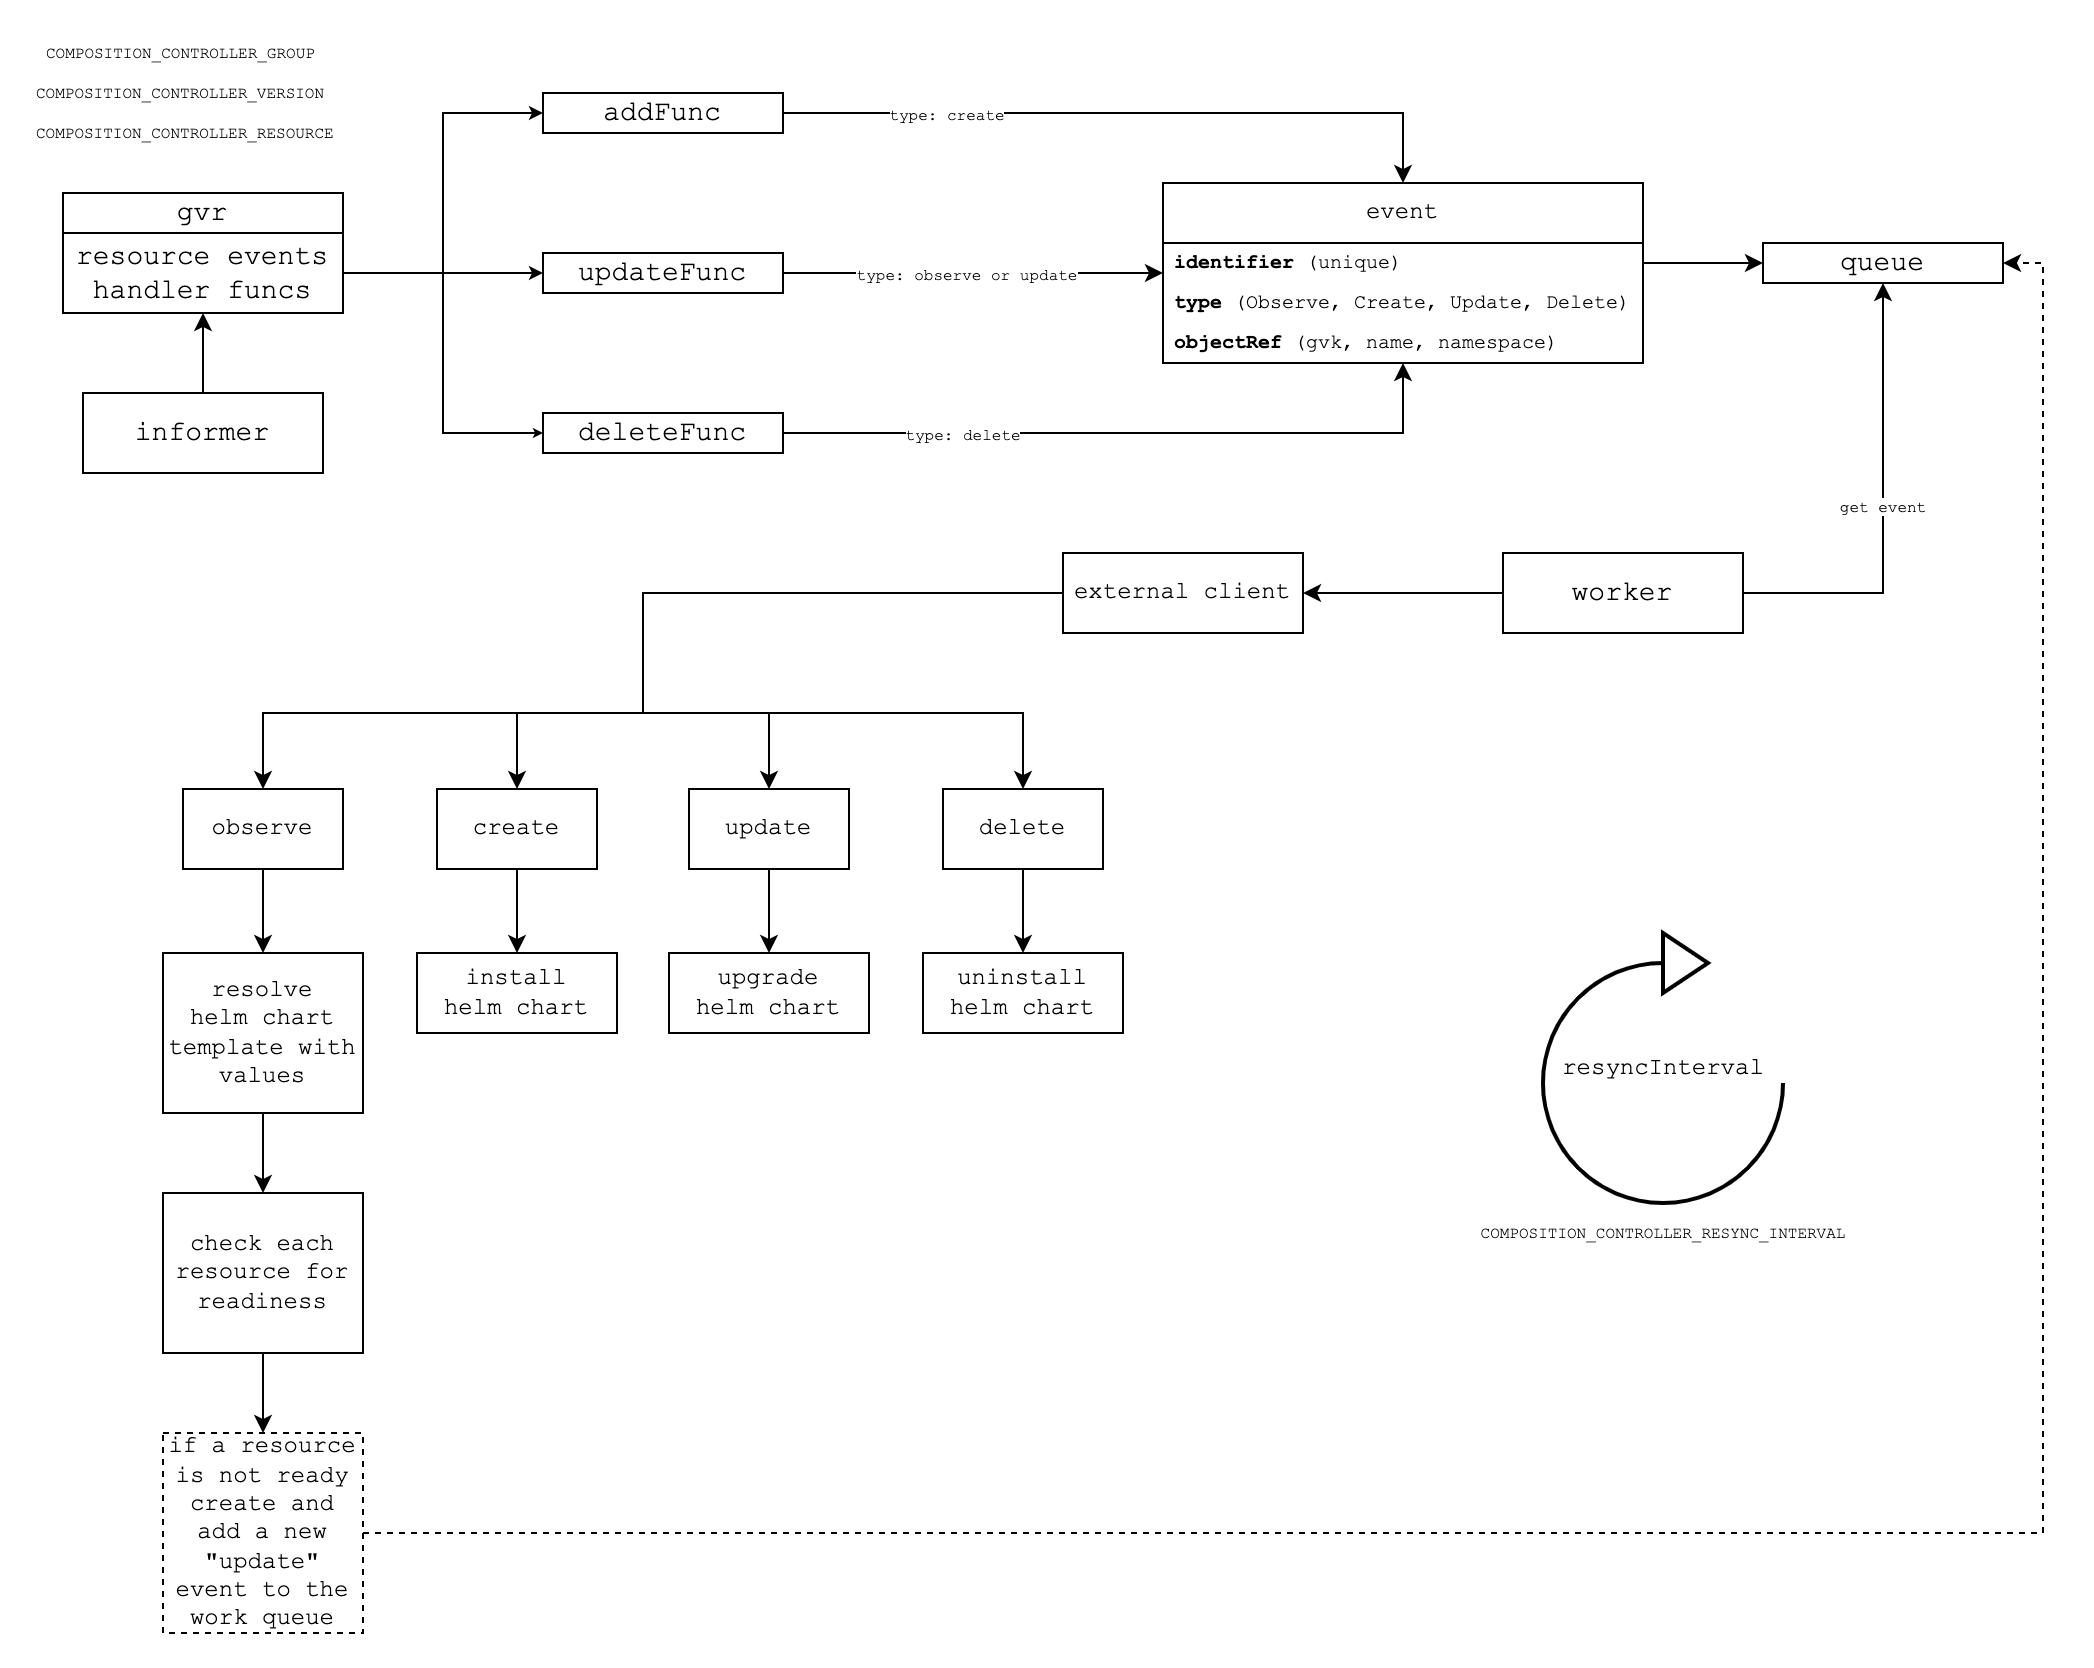 COMPOSITION_CONTROLLER_GROUP
COMPOSITION_CONTROLLER_VERSION
COMPOSITION_CONTROLLER_RESOURCE
gvr
resource events
handler funcs
informer
addFunc
updateFunc
deleteFunc
type: create
type: observe or update
type: delete
event
identifier (unique)
type (Observe, Create, Update, Delete)
objectRef (gvk, name, namespace)
queue
get event
worker
external client
observe
create
update
delete
resolve
helm chart
template with
values
install
helm chart
upgrade
helm chart
uninstall
helm chart
check each
resource for
readiness
if a resource
is not ready
create and
add a new
"update"
event to the
work queue
resyncInterval
COMPOSITION_CONTROLLER_RESYNC_INTERVAL